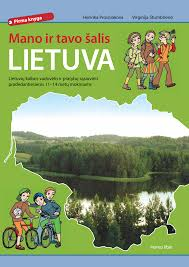 Pirma knyga
Henrika Prosniakova Virginija Stumbrienė
Mano ir tavo šalis
LIETUVA
Lietuvių kalbos vadovėlis ir pratybų sąsiuvinis
pradedantiesiems 11–14 metų mokiniams